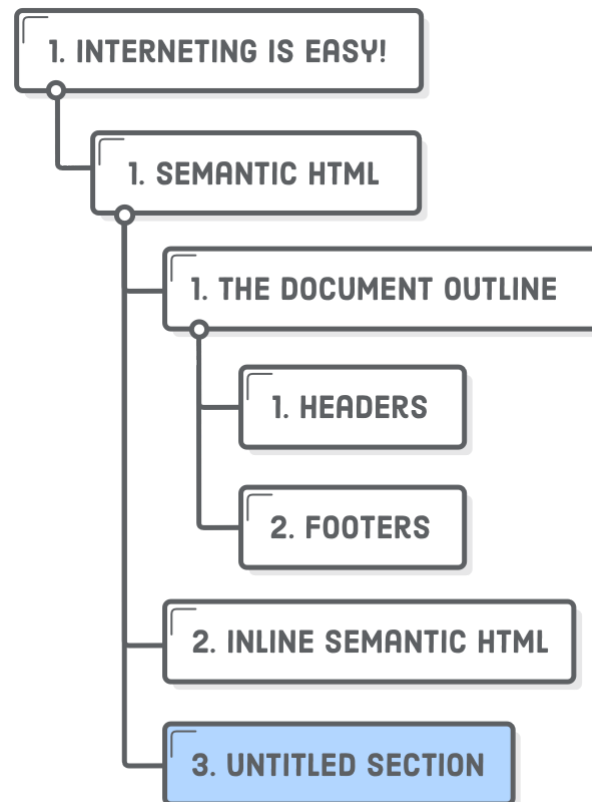 1. INTERNETING IS EASY!
1. SEMANTIC HTML
1. THE DOCUMENT OUTLINE
1. HEADERS
2. FOOTERS
2. INLINE SEMANTIC HTML
3. UNTITLED SECTION